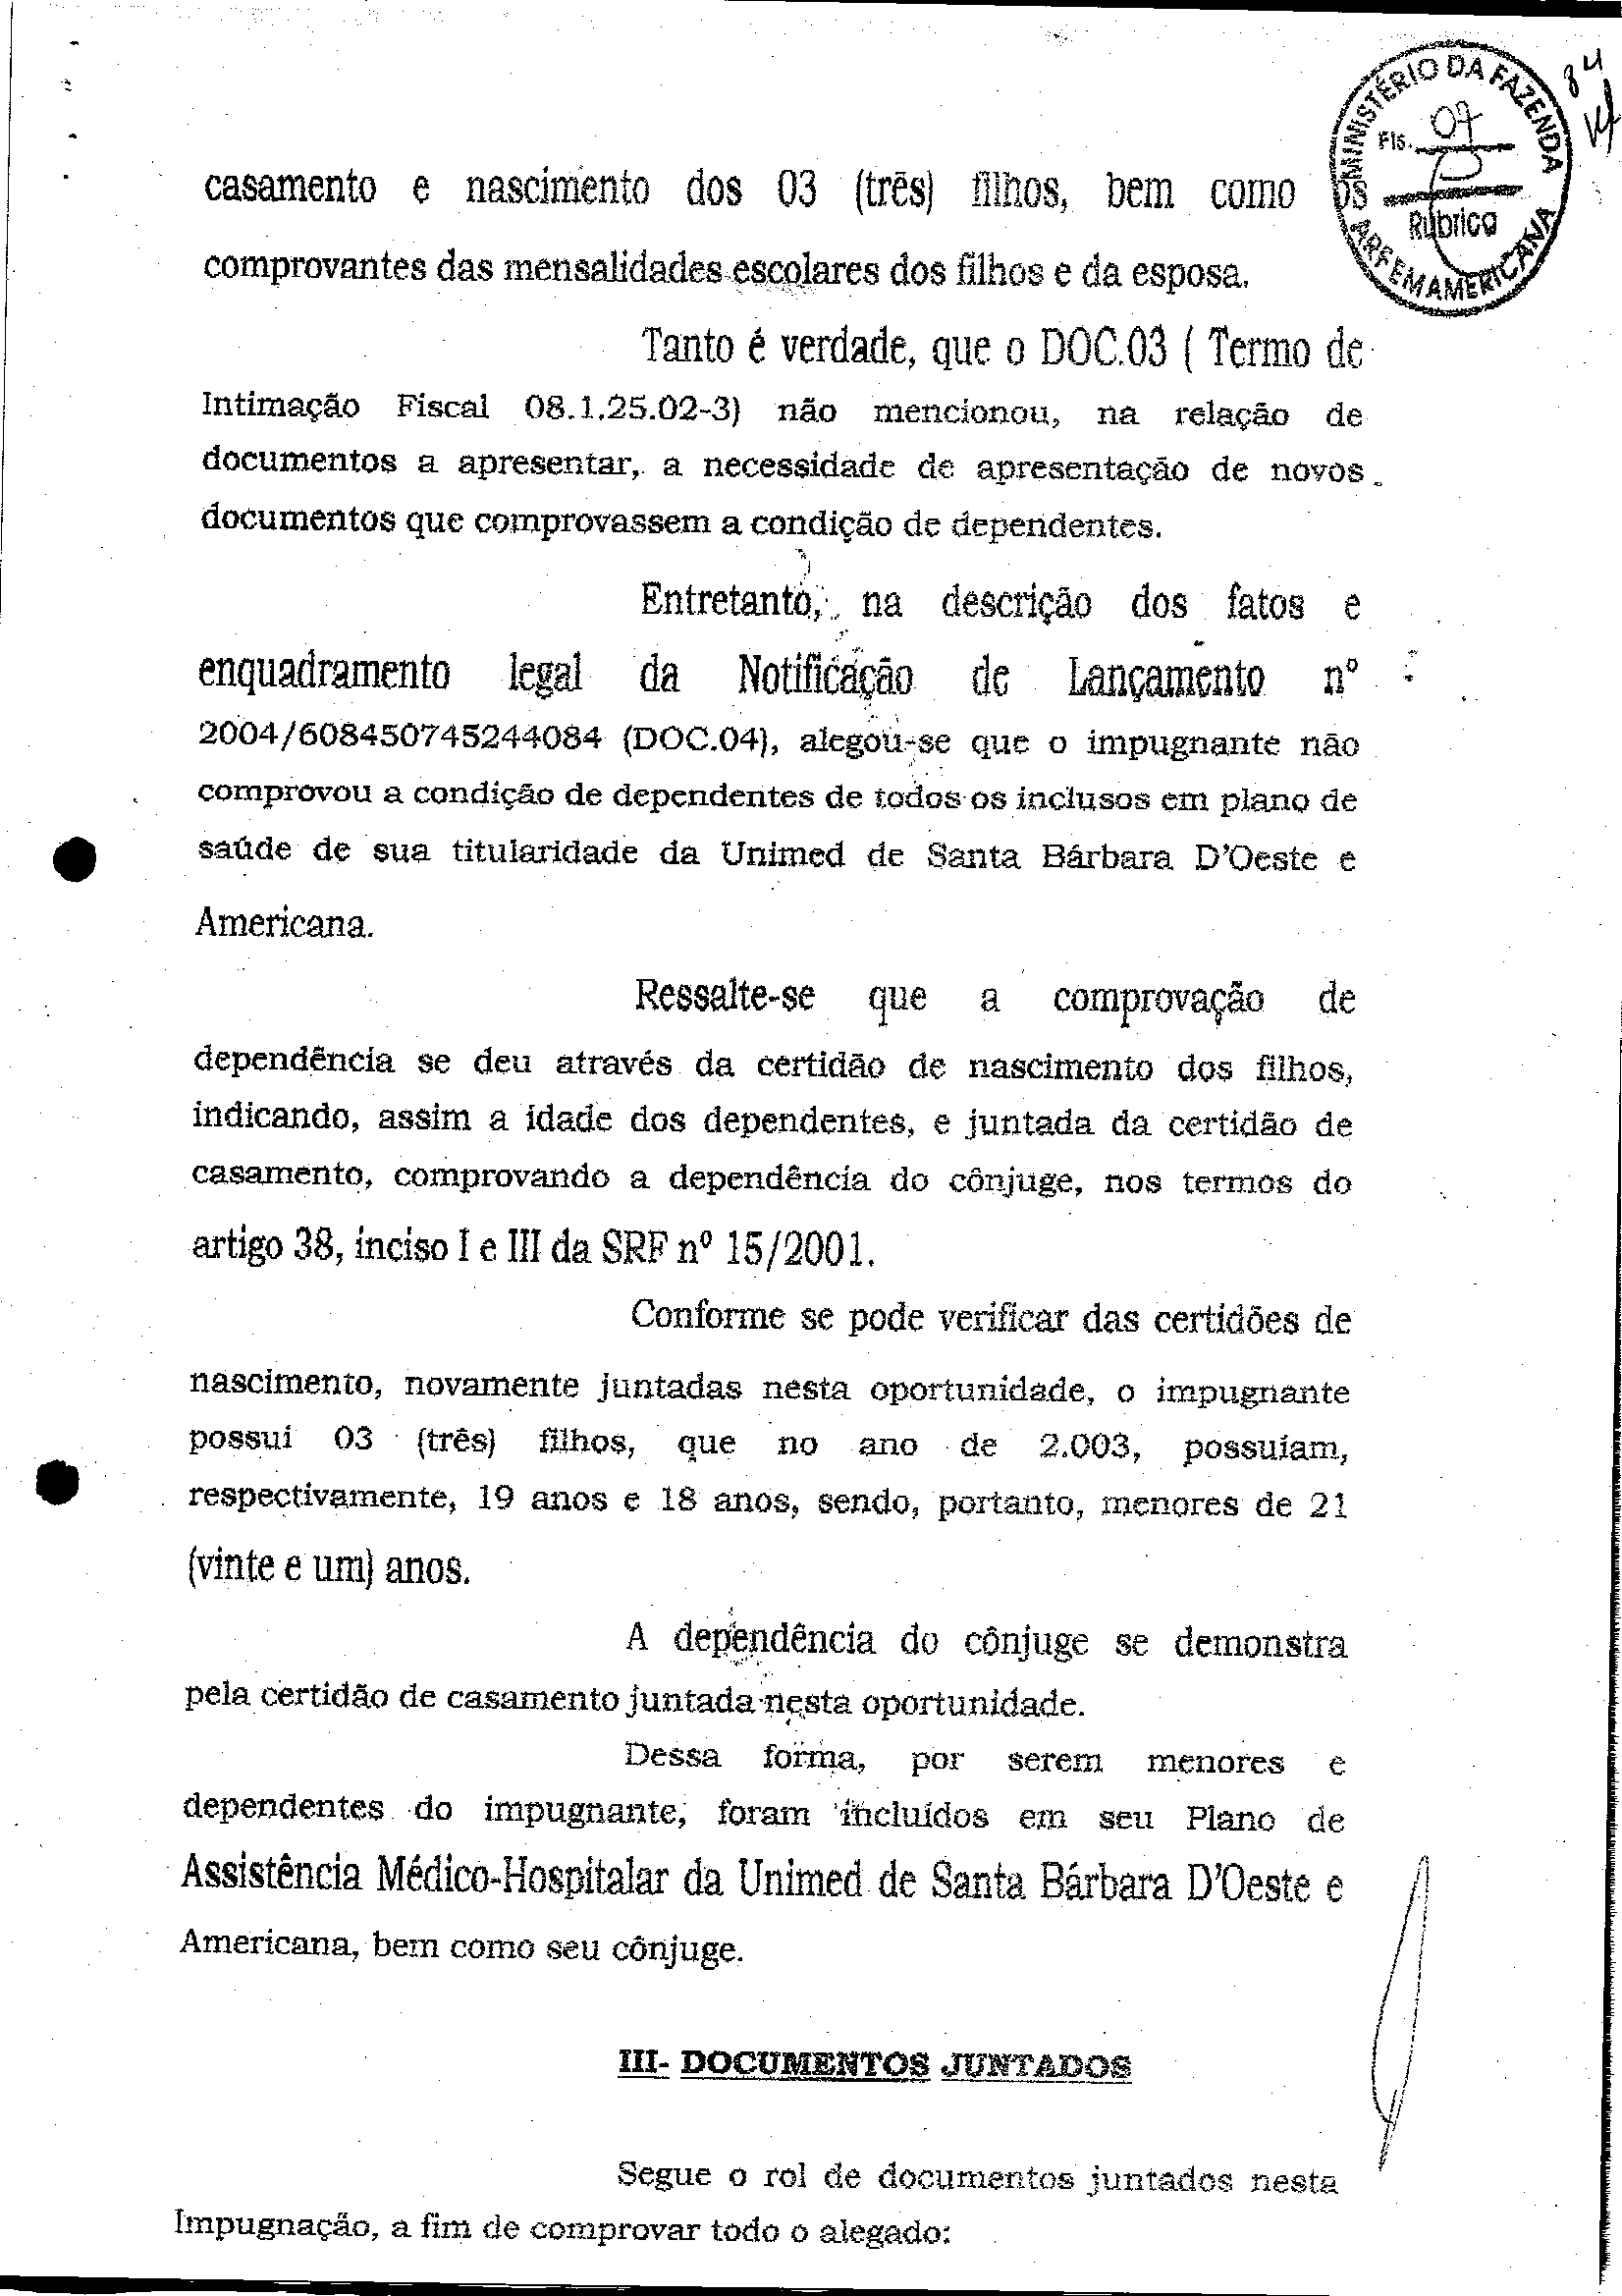 MINISTÉRIO DA FAZENDA
84
Fls. 07
Rubrica
ARF EM AMERICANA
casamento e nascimento dos 03 (três) filhos, bem como os
comprovantes das mensalidades escolares dos filhos e da esposa.
Tanto é verdade, que o DOC.03 ( Termo de
Intimação Fiscal 08.1.25.02-3) não mencionou, na relação de
documentos a apresentar, a necessidade de apresentação de novos
documentos que comprovassem a condição de dependentes.
Entretanto, na descrição dos fatos e
enquadramento legal da Notificação de Lançamento nº
2004/608450745244084 (DOC.04), alegou-se que o impugnante não
comprovou a condição de dependentes de todos os inclusos em plano de
saúde de sua titularidade da Unimed de Santa Bárbara D'Oeste e
Americana.
Ressalte-se que a comprovação de
dependência se deu através da certidão de nascimento dos filhos,
indicando, assim a idade dos dependentes, e juntada da certidão de
casamento, comprovando a dependência do cônjuge, nos termos do
artigo 38, inciso I e III da SRF nº 15/2001.
Conforme se pode verificar das certidões de
nascimento, novamente juntadas nesta oportunidade, o impugnante
possui 03 (três) filhos, que no ano de 2.003, possuiam,
respectivamente, 19 anos e 18 anos, sendo, portanto, menores de 21
(vinte e um) anos.
A dependência do cônjuge se demonstra
pela certidão de casamento juntada nesta oportunidade.
Dessa forma, por serem menores e
dependentes do impugnante, foram incluídos em seu Plano de
Assistência Médico-Hospitalar da Unimed de Santa Bárbara D'Oeste e
Americana, bem como seu cônjuge.
III- DOCUMENTOS JUNTADOS
Segue o rol de documentos juntados nesta
Impugnação, a fim de comprovar todo o alegado: